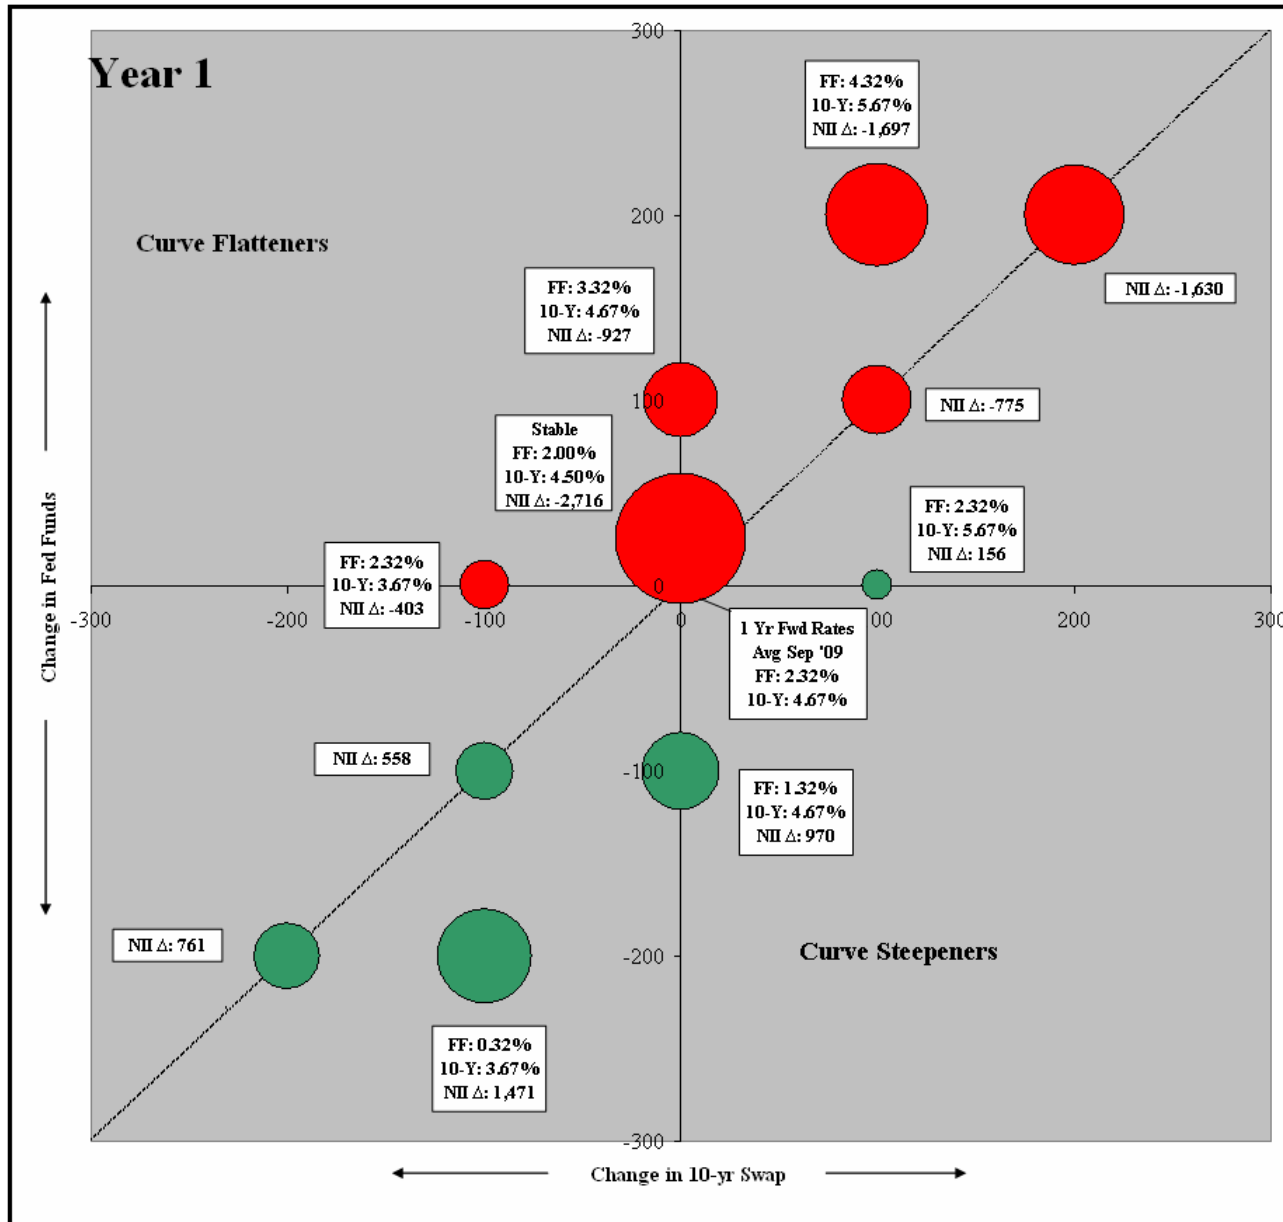 300
Year 1
FF: 4.32%
10-Y: 5.67%
NII Δ: -1,697
200
Curve Flatteners
FF: 3.32%
10-Y: 4.67%
NII Δ: -927
NII Δ: -1,630
100
NII Δ: -775
Stable
FF: 2.00%
10-Y: 4.50%
NII Δ: -2,716
FF: 2.32%
10-Y: 5.67%
NII Δ: 156
FF: 2.32%
10-Y: 3.67%
NII Δ: -403
0
-300
-200
-100
0
100
200
300
1 Yr Fwd Rates
Avg Sep '09
FF: 2.32%
10-Y: 4.67%
Change in Fed Funds
NII Δ: 558
-100
FF: 1.32%
10-Y: 4.67%
NII Δ: 970
NII Δ: 761
-200
Curve Steepeners
FF: 0.32%
10-Y: 3.67%
NII Δ: 1,471
-300
Change in 10-yr Swap